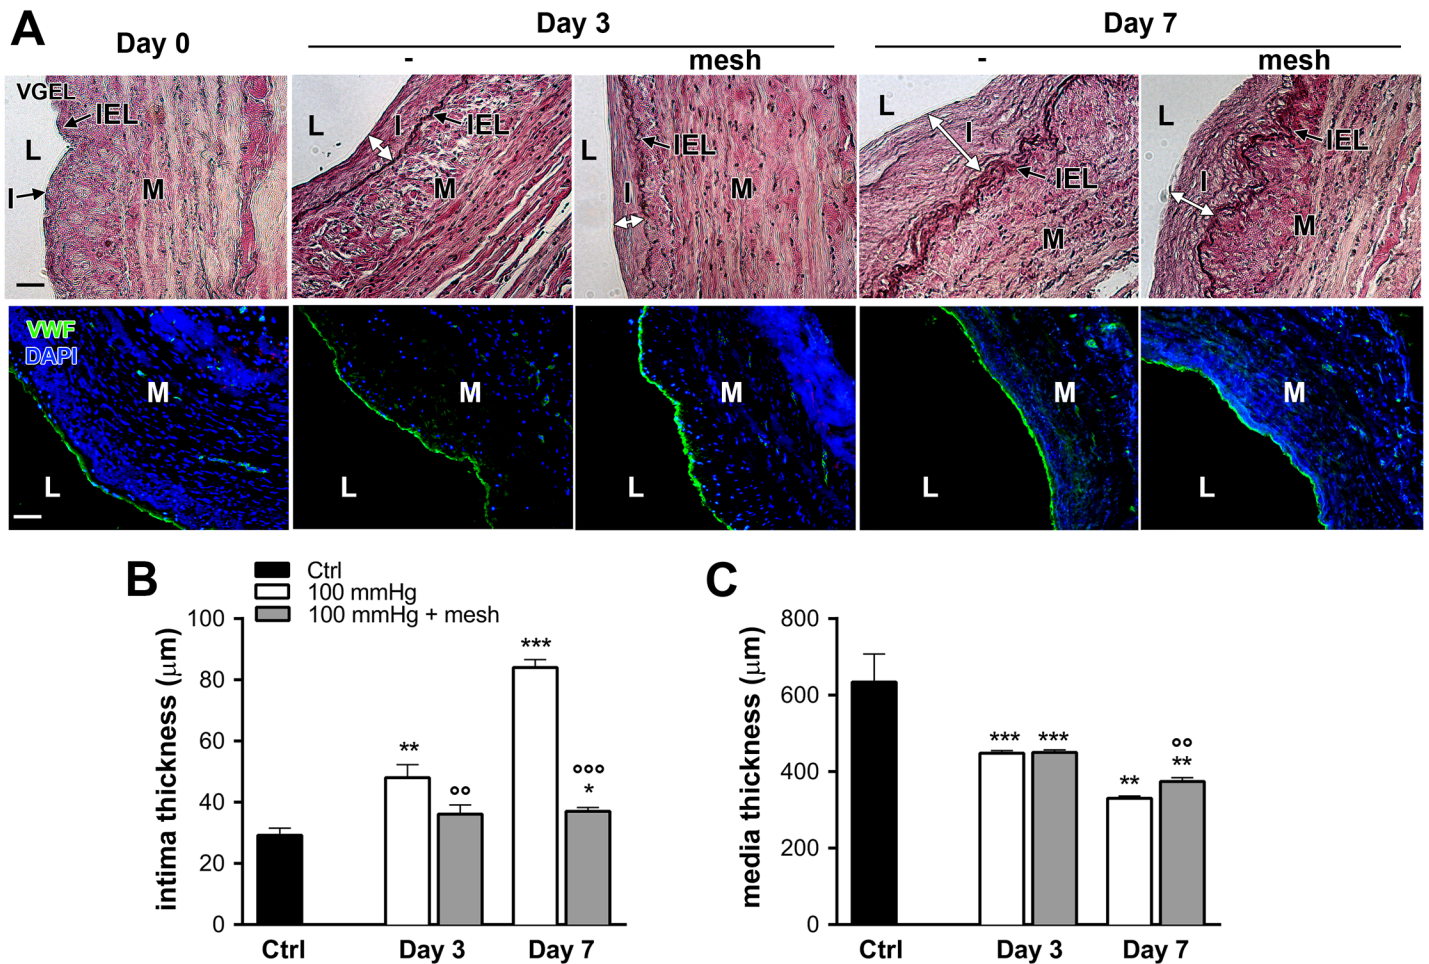 A
Day 0
Day 3
Day 7
-
mesh
-
mesh
VGEL
IEL
L
I
M
L
I
IEL
M
L
IEL
I
M
L
I
IEL
M
L
I
IEL
M
VWF
DAPI
M
L
M
L
M
L
M
L
M
L
B
Ctrl
100 mmHg
100 mmHg + mesh
intima thickness (μm)
100
80
60
40
20
0
**
°°
***
°°°
*
Ctrl
Day 3
Day 7
C
media thickness (μm)
800
600
400
200
0
***
***
**
°°
**
Ctrl
Day 3
Day 7